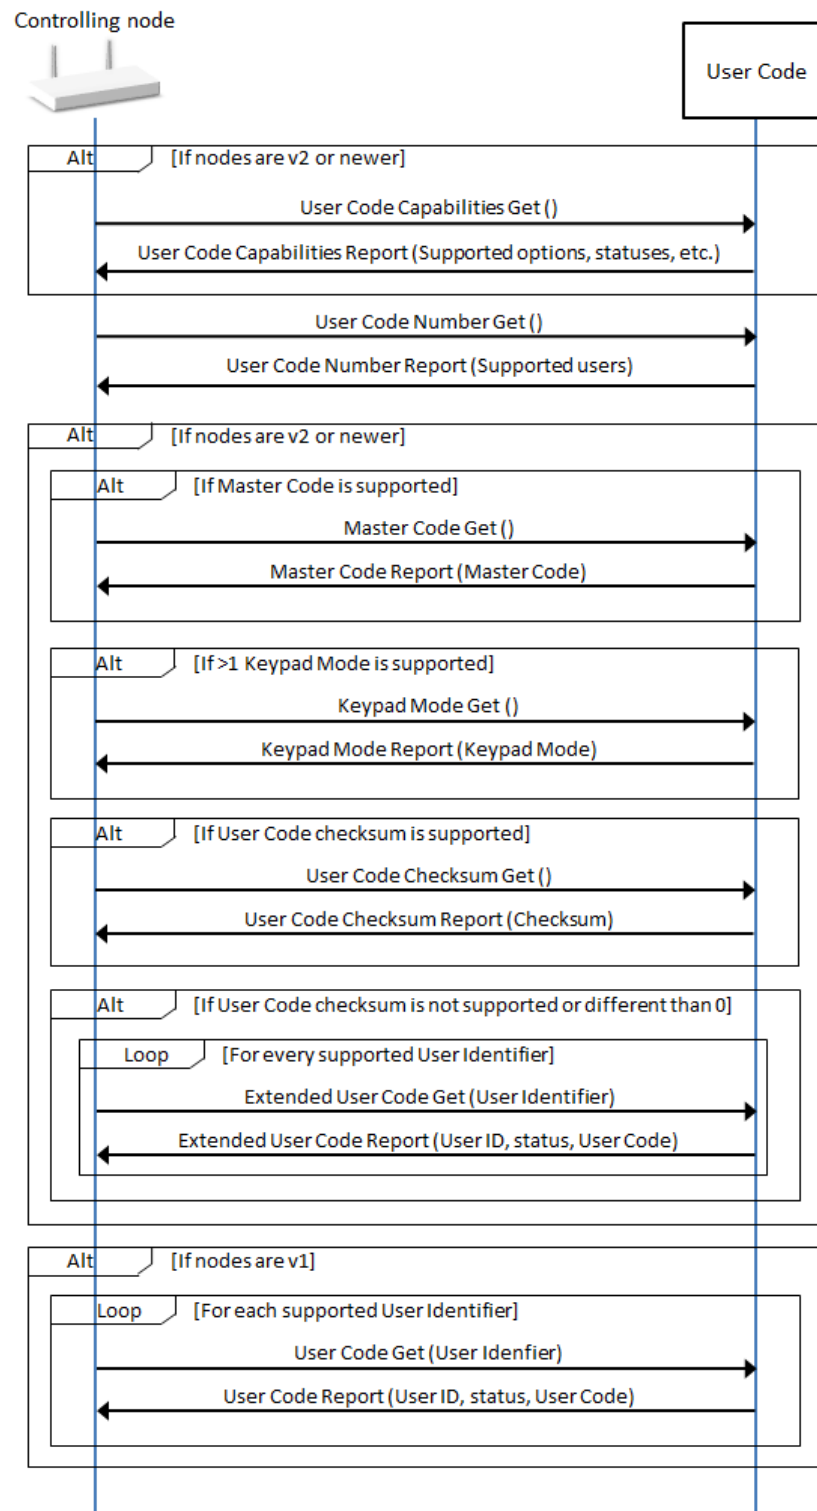 Controlling node
User Code
Alt [If nodes are v2 or newer]
User Code Capabilities Get ()
User Code Capabilities Report (Supported options, statuses, etc.)
User Code Number Get ()
User Code Number Report (Supported users)
Alt [If nodes are v2 or newer]
Alt [If Master Code is supported]
Master Code Get ()
Master Code Report (Master Code)
Alt [If >1 Keypad Mode is supported]
Keypad Mode Get ()
Keypad Mode Report (Keypad Mode)
Alt [If User Code checksum is supported]
User Code Checksum Get ()
User Code Checksum Report (Checksum)
Alt [If User Code checksum is not supported or different than 0]
Loop [For every supported User Identifier]
Extended User Code Get (User Identifier)
Extended User Code Report (User ID, status, User Code)
Alt [If nodes are v1]
Loop [For each supported User Identifier]
User Code Get (User Idenfier)
User Code Report (User ID, status, User Code)